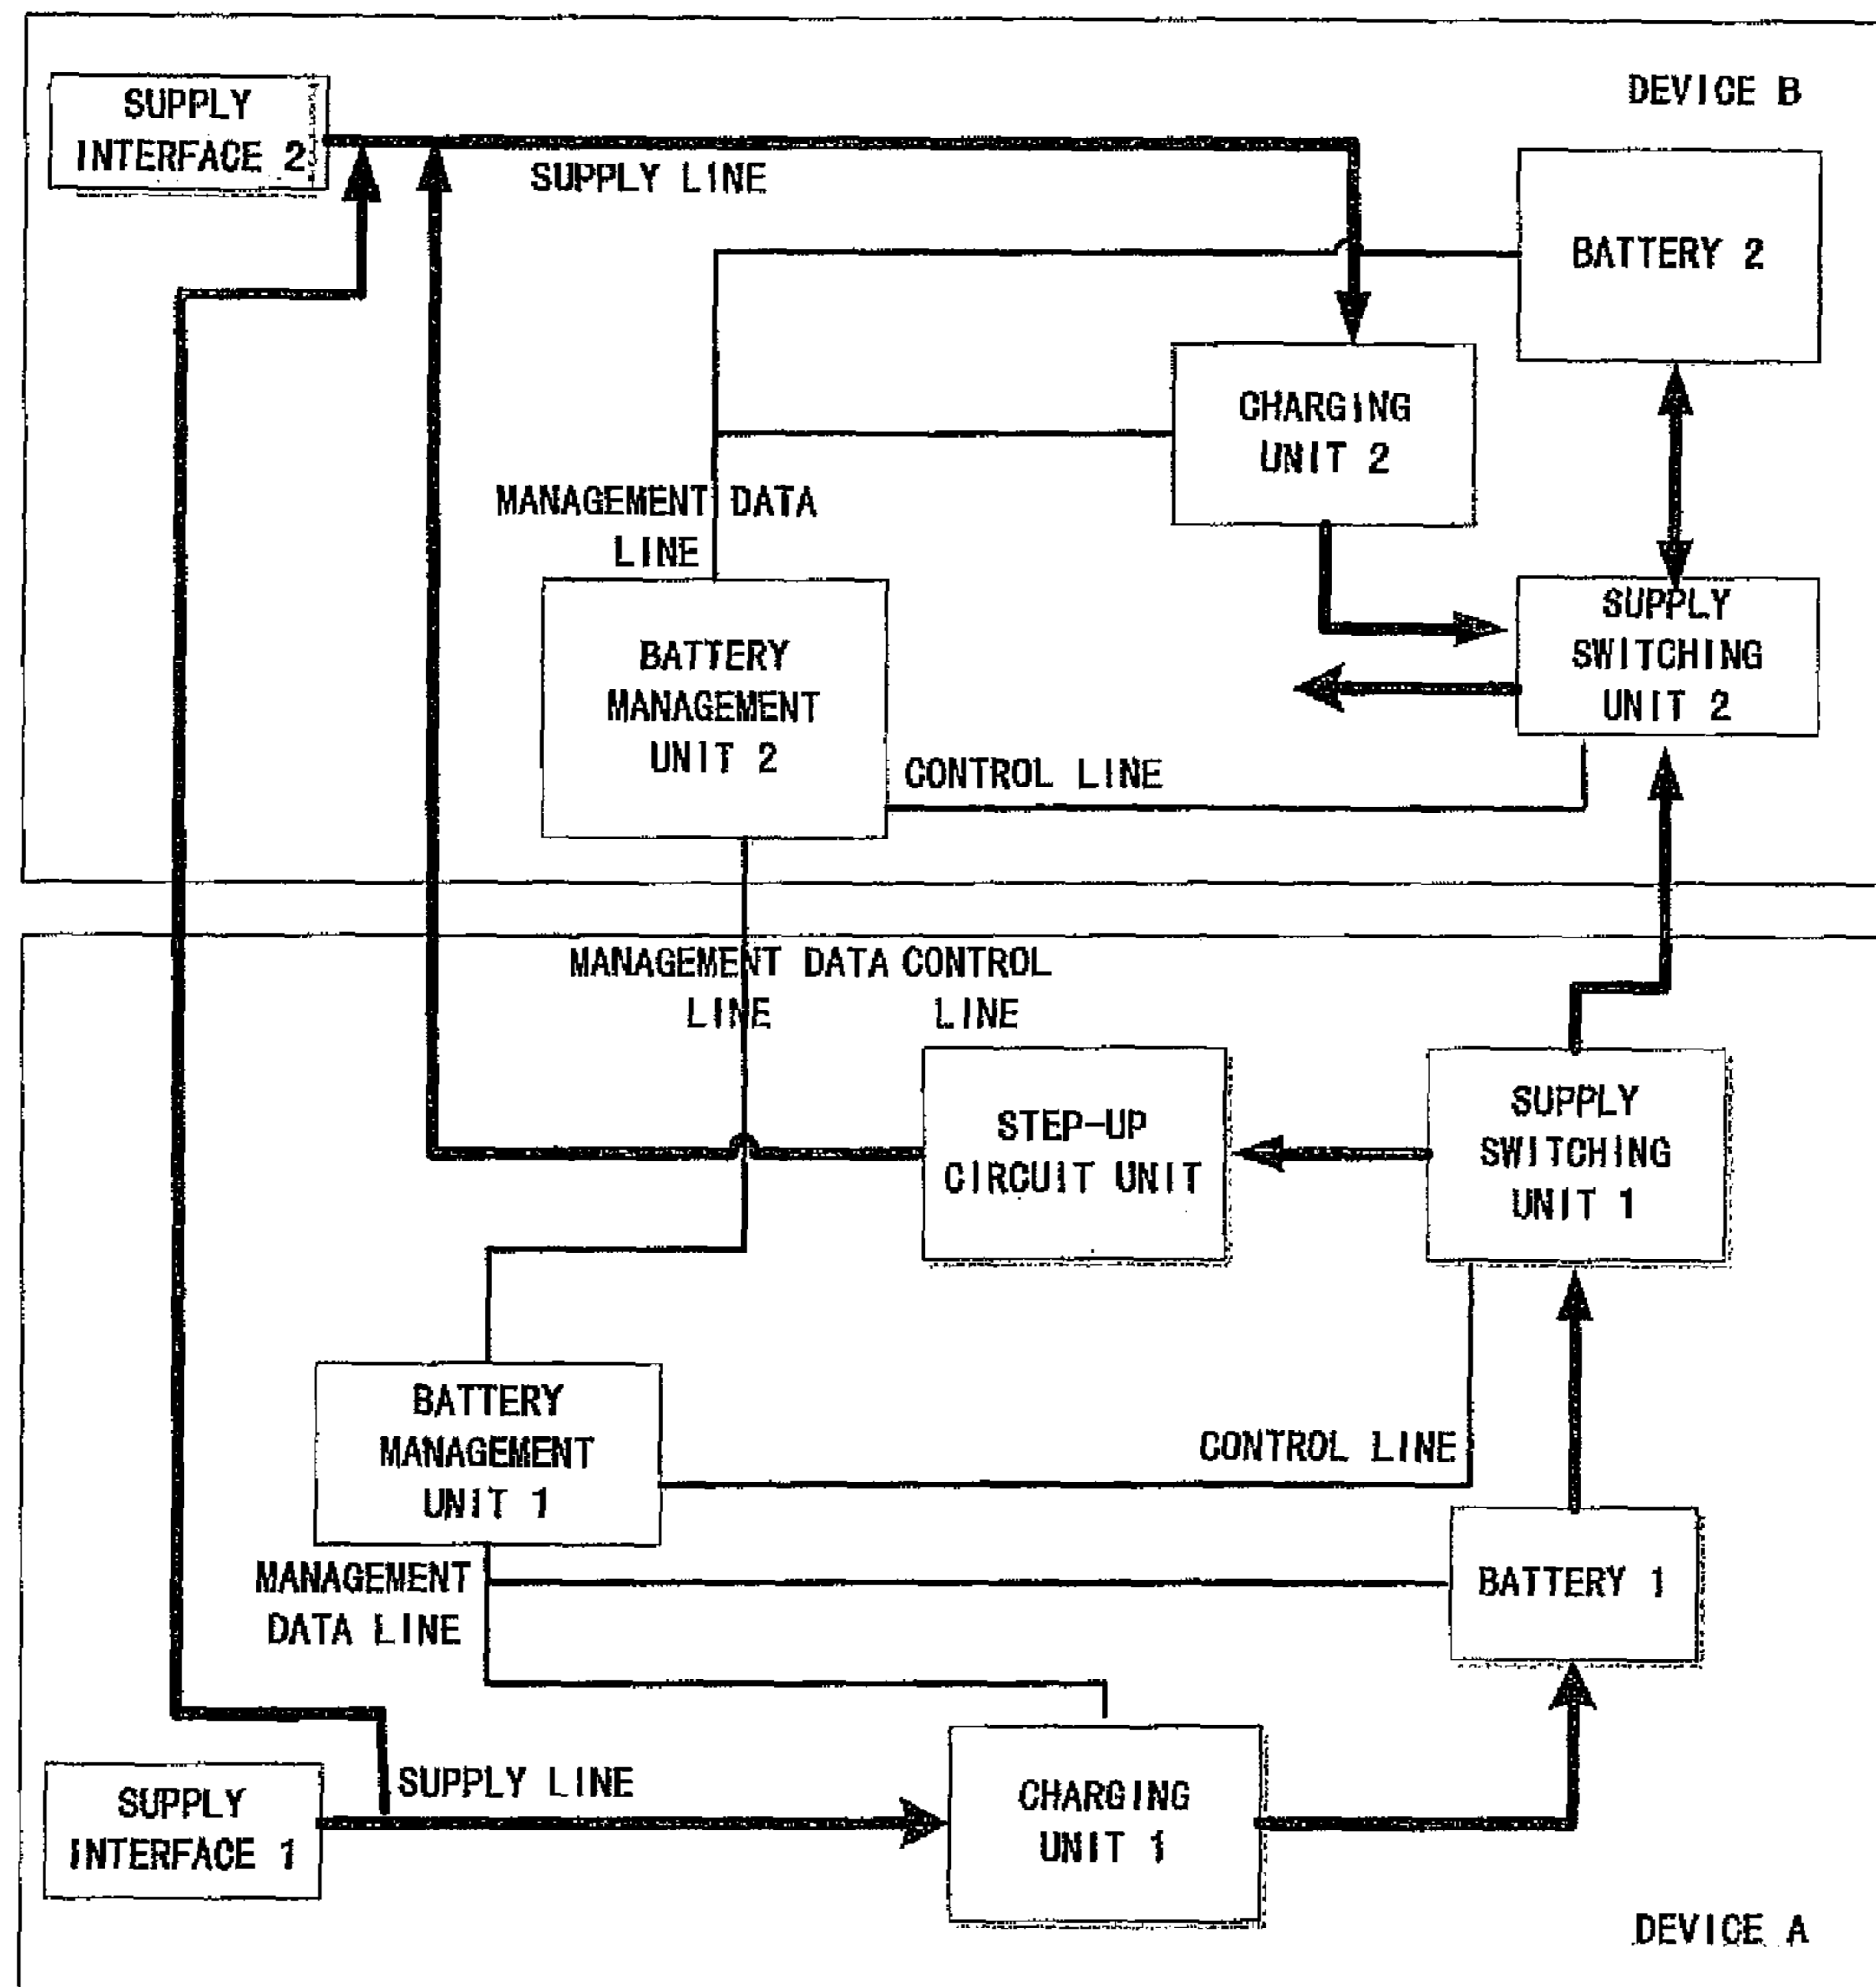 DEVICE B
SUPPLY
INTERFACE 2
SUPPLY LINE
BATTERY 2
CHARGING
UNIT 2
MANAGEMENT DATA
LINE
SUPPLY
SWITCHING
UNIT 2
BATTERY
MANAGEMENT
UNIT 2
CONTROL LINE
MANAGEMENT DATA
LINE
CONTROL
LINE
STEP-UP
CIRCUIT UNIT
SUPPLY
SWITCHING
UNIT 1
BATTERY
MANAGEMENT
UNIT 1
CONTROL LINE
MANAGEMENT
DATA LINE
BATTERY 1
SUPPLY
INTERFACE 1
SUPPLY LINE
CHARGING
UNIT 1
DEVICE A